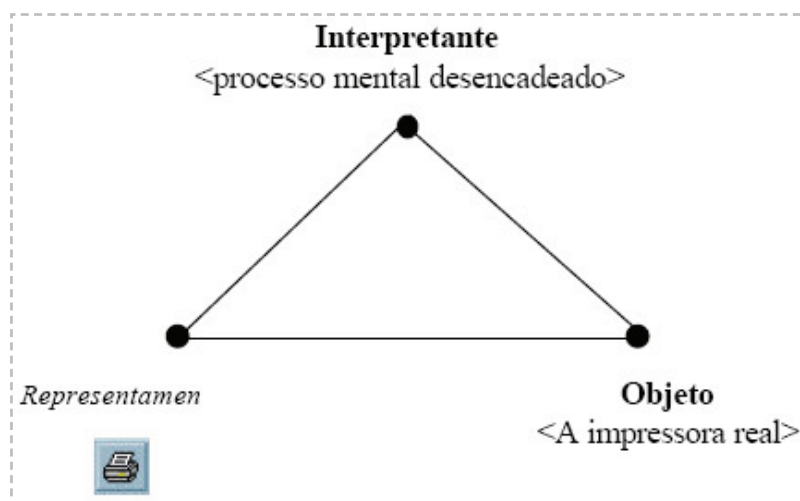 Interpretante
<processo mental desencadeado>
Representamen
Objeto
<A impressora real>